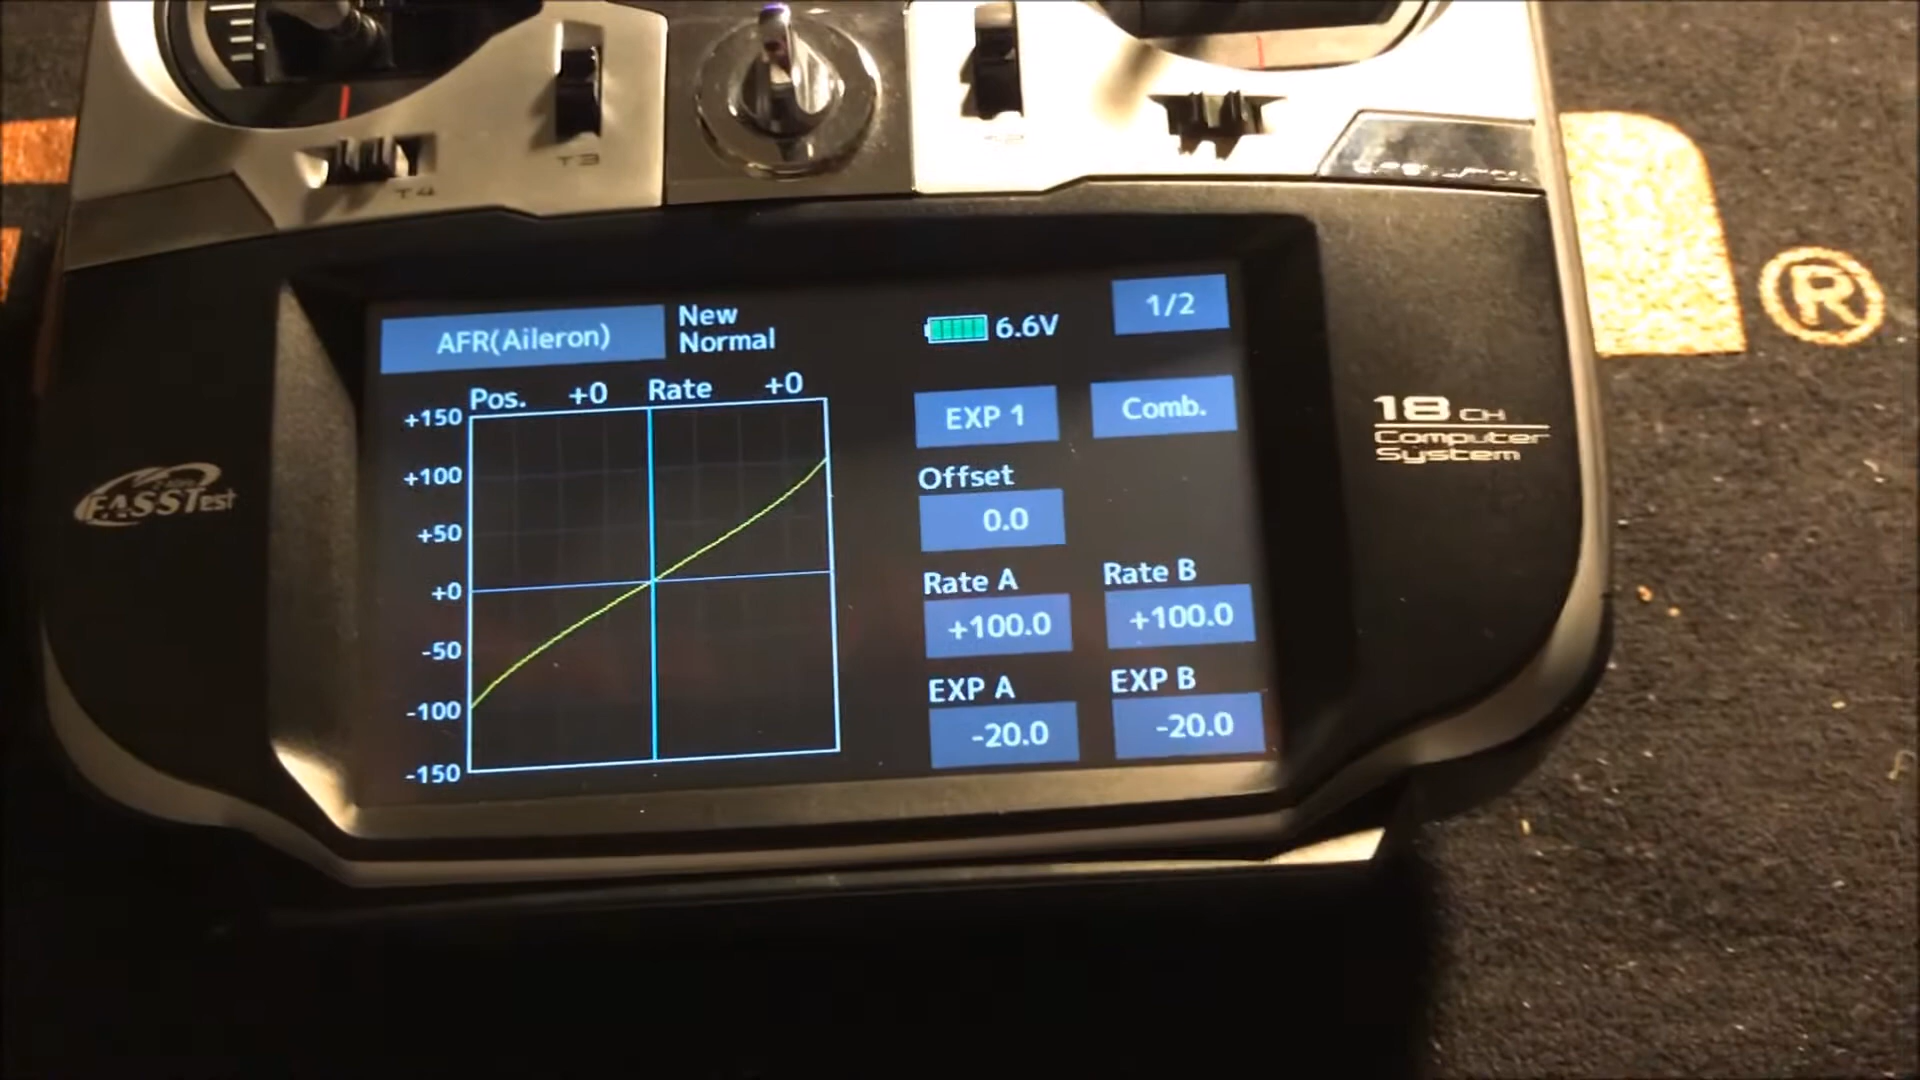 T3
T4
AFR(Aileron)
New
Normal
6.6V
1/2
Pos. +0 Rate +0
+150
+100
+50
+0
-50
-100
-150
EXP 1
Comb.
Offset
0.0
Rate A
Rate B
+100.0
+100.0
EXP A
EXP B
-20.0
-20.0
FASSTest
18 CH
Computer
System
®